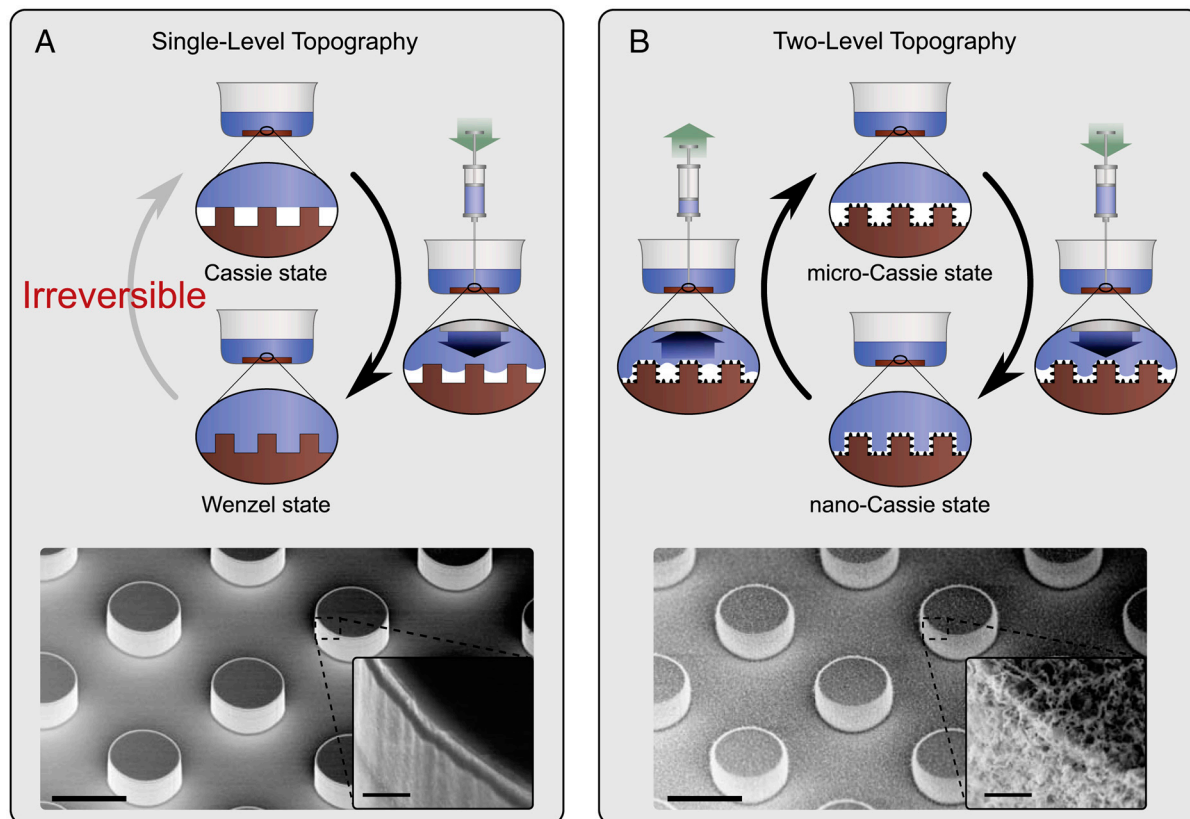 A
Single-Level Topography
Cassie state
Irreversible
Wenzel state
B
Two-Level Topography
micro-Cassie state
nano-Cassie state